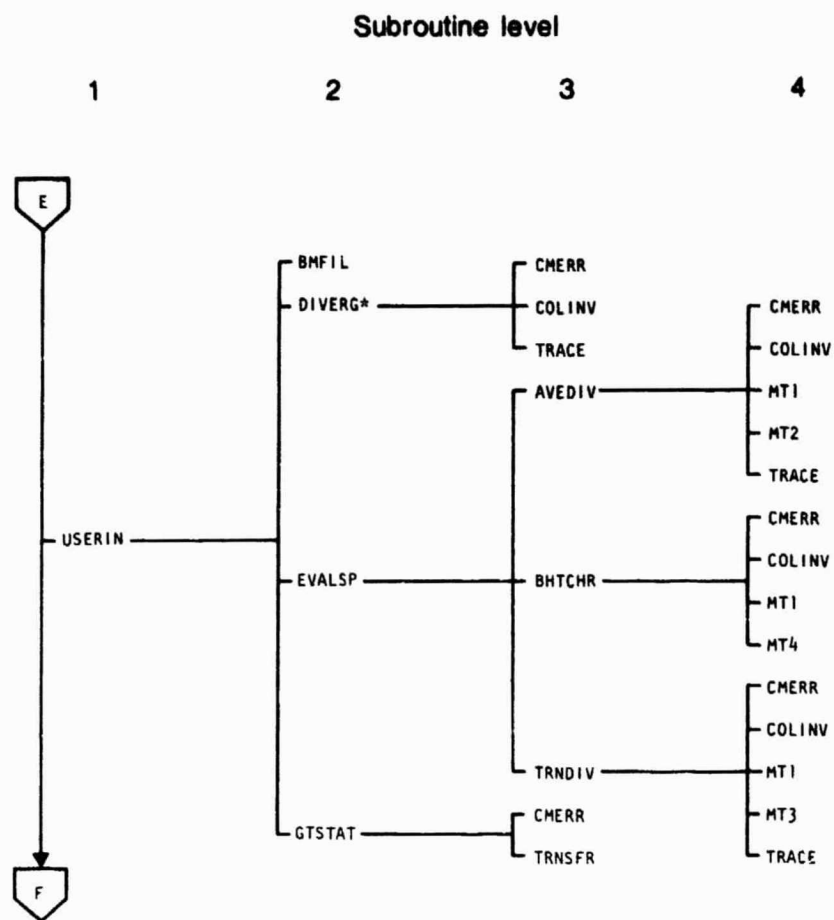 Subroutine level
1 2 3 4
E
BMFIL
DIVERG*
CMERR
COLINV
TRACE
CMERR
COLINV
MT1
MT2
TRACE
AVEDIV
USERIN
EVALSP
BHTCHR
CMERR
COLINV
MT1
MT4
TRNDIV
CMERR
COLINV
MT1
MT3
TRACE
GTSTAT
CMERR
TRNSFR
F